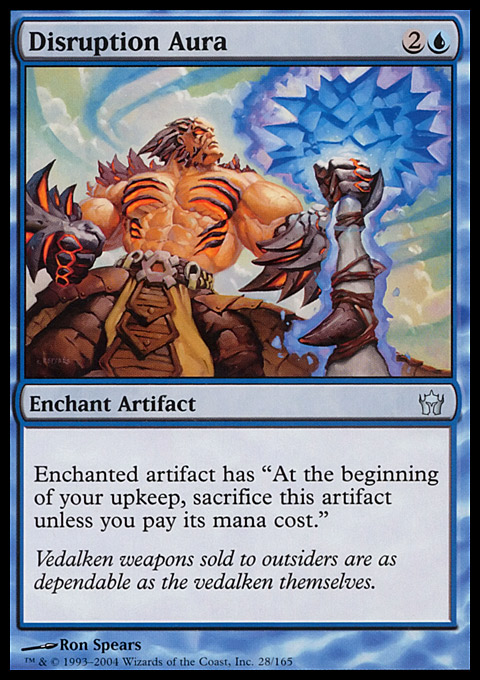 Disruption Aura
2
Enchant Artifact
Enchanted artifact has “At the beginning
of your upkeep, sacrifice this artifact
unless you pay its mana cost.”
Vedalken weapons sold to outsiders are as
dependable as the vedalken themselves.
Ron Spears
™ & © 1993–2004 Wizards of the Coast, Inc. 28/165